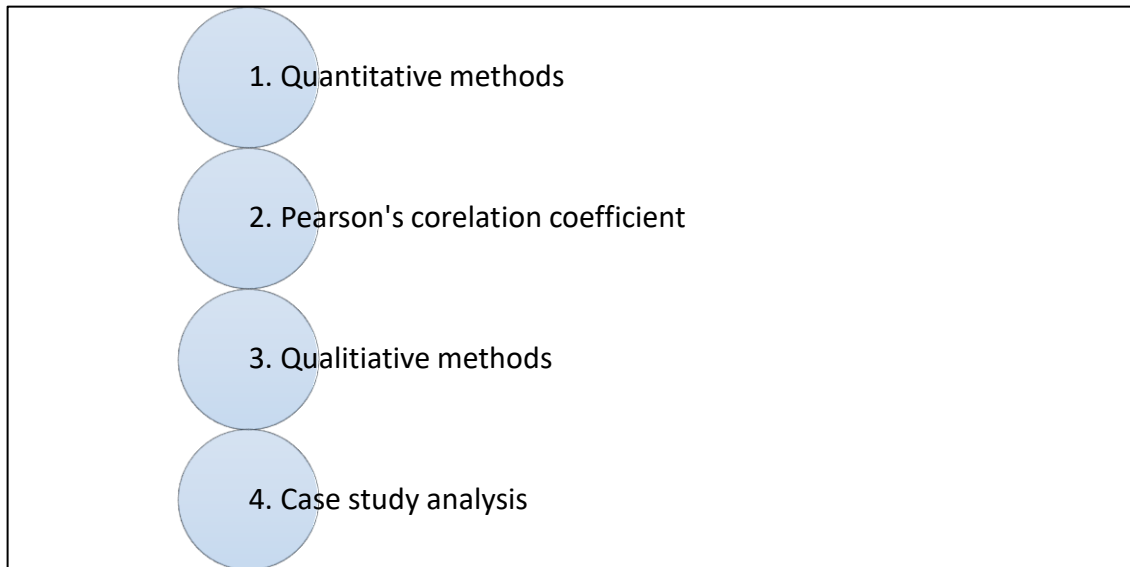 1. Quantitative methods
2. Pearson's corelation coefficient
3. Qualitiative methods
4. Case study analysis